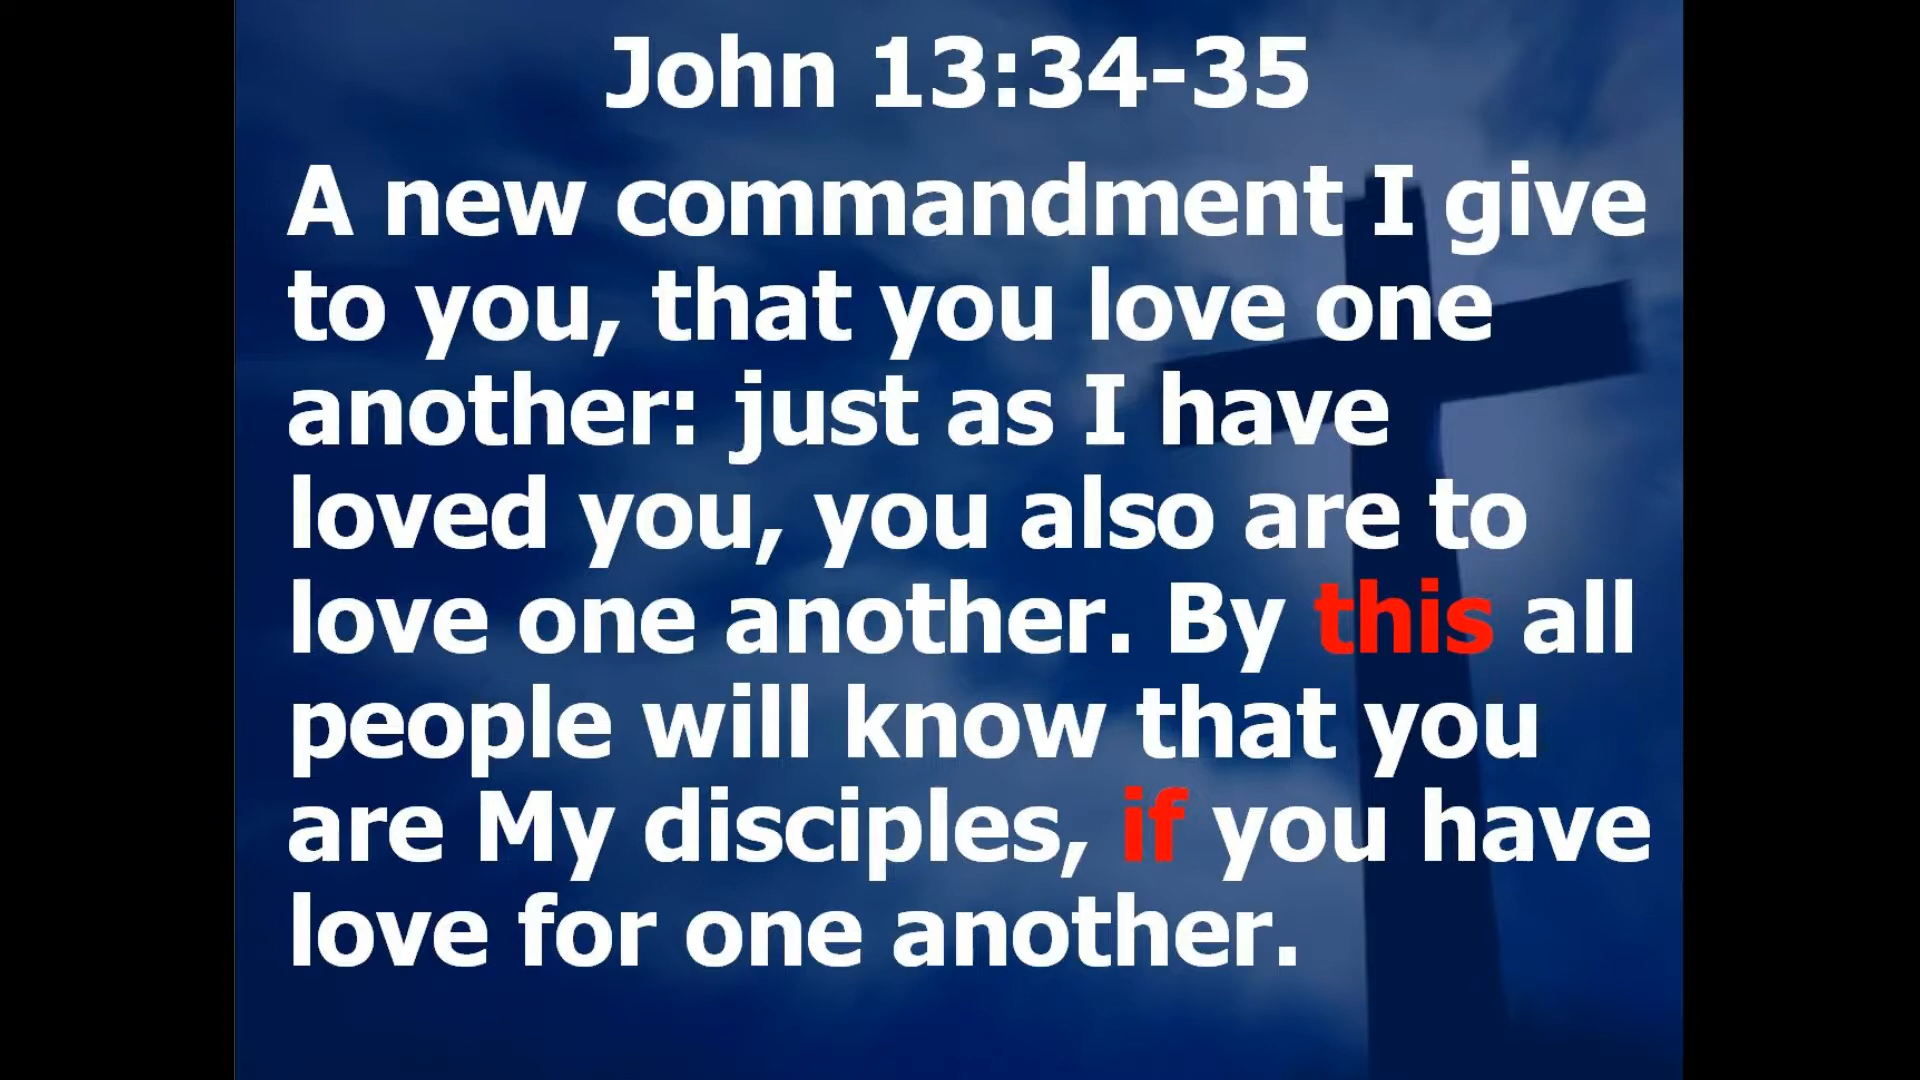 John 13:34-35
A new commandment I give
to you, that you love one
another: just as I have
loved you, you also are to
love one another. By this all
people will know that you
are My disciples, if you have
love for one another.